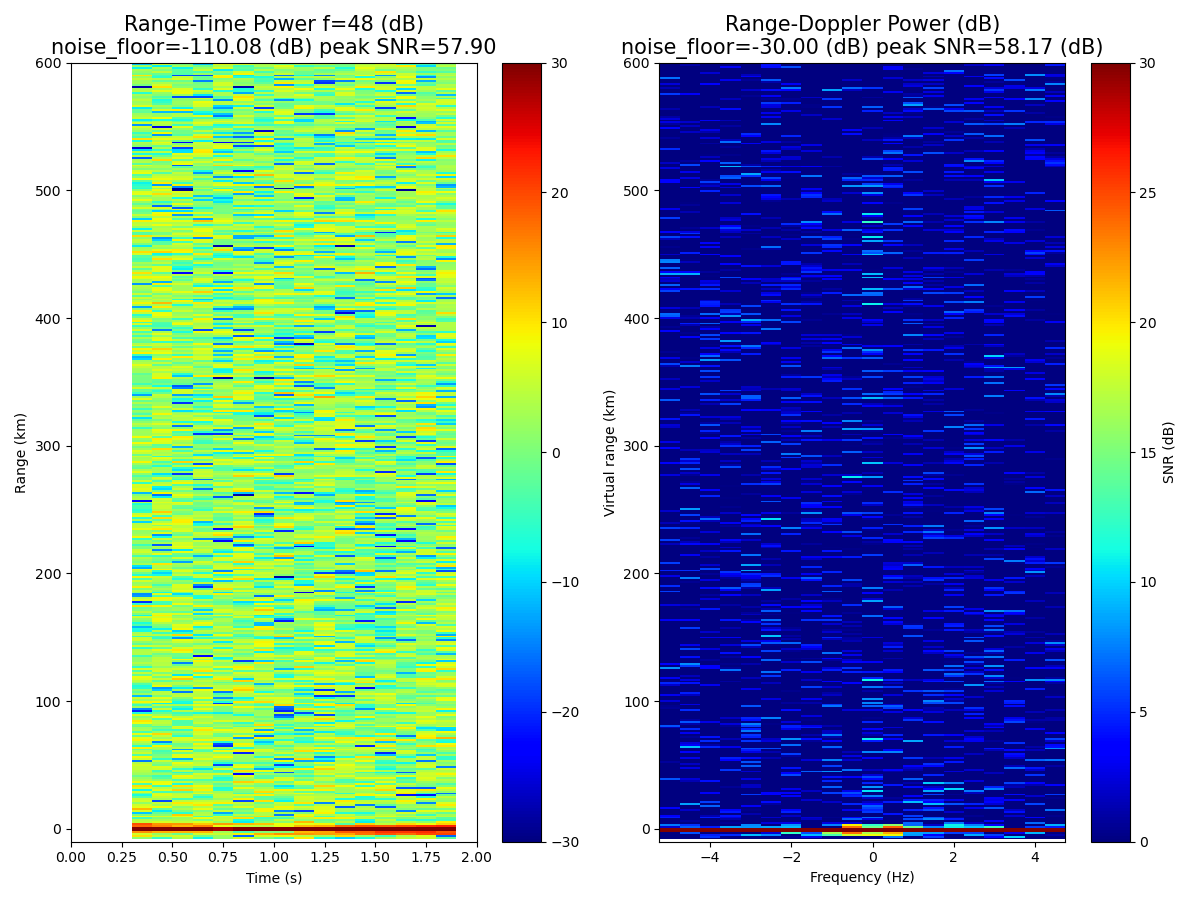 Range-Time Power f=48 (dB)
noise_floor=-110.08 (dB) peak SNR=57.90
600
500
400
300
200
100
0
Range (km)
0.00 0.25 0.50 0.75 1.00 1.25 1.50 1.75 2.00
Time (s)
30
20
10
0
−10
−20
−30
Range-Doppler Power (dB)
noise_floor=-30.00 (dB) peak SNR=58.17 (dB)
600
500
400
300
200
100
0
Virtual range (km)
−4 −2 0 2 4
Frequency (Hz)
30
25
20
15
10
5
0
SNR (dB)